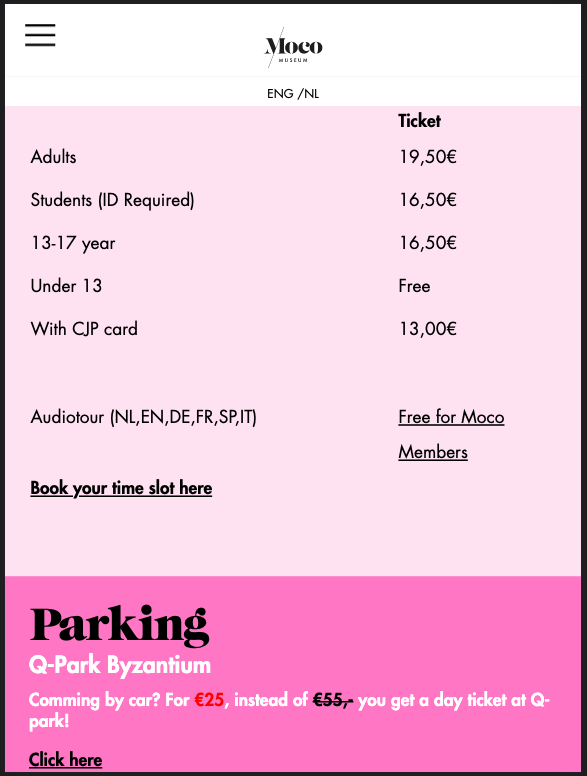 Moco
MUSEUM
ENG /NL
Ticket
Adults 19,50€
Students (ID Required) 16,50€
13-17 year 16,50€
Under 13 Free
With CJP card 13,00€
Audiotour (NL,EN,DE,FR,SP,IT) Free for Moco
Members
Book your time slot here
Parking
Q-Park Byzantium
Comming by car? For €25, instead of €55,- you get a day ticket at Q-
park!
Click here